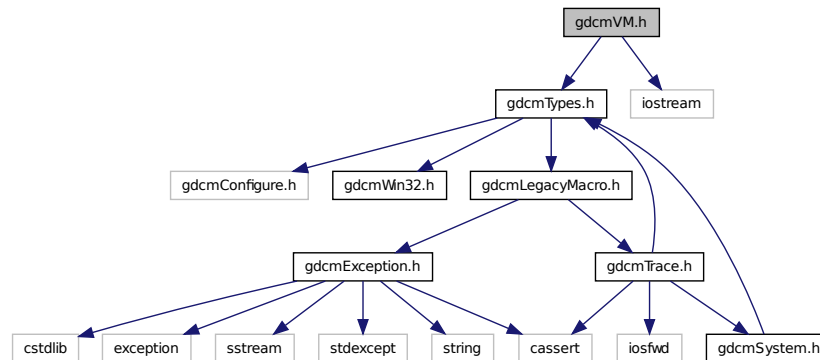 gdcmVM.h
gdcmTypes.h
iostream
gdcmConfigure.h
gdcmWin32.h
gdcmLegacyMacro.h
gdcmException.h
gdcmTrace.h
cstdlib
exception
sstream
stdexcept
string
cassert
iosfwd
gdcmSystem.h